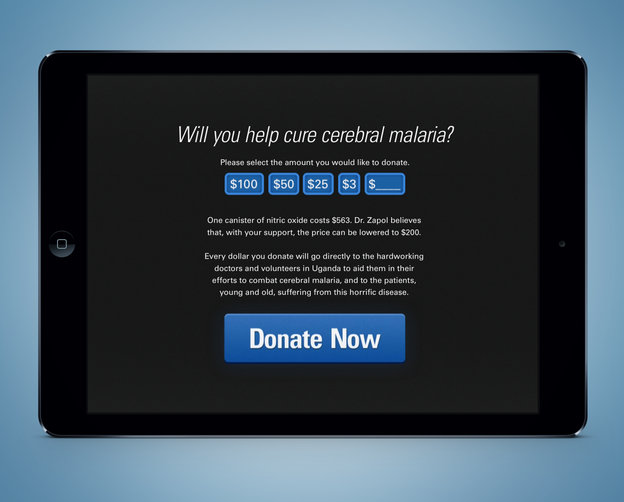 Will you help cure cerebral malaria?
Please select the amount you would like to donate.
$100 $50 $25 $3 $____
One canister of nitric oxide costs $563. Dr. Zapol believes
that, with your support, the price can be lowered to $200.
Every dollar you donate will go directly to the hardworking
doctors and volunteers in Uganda to aid them in their
efforts to combat cerebral malaria, and to the patients,
young and old, suffering from this horrific disease.
Donate Now